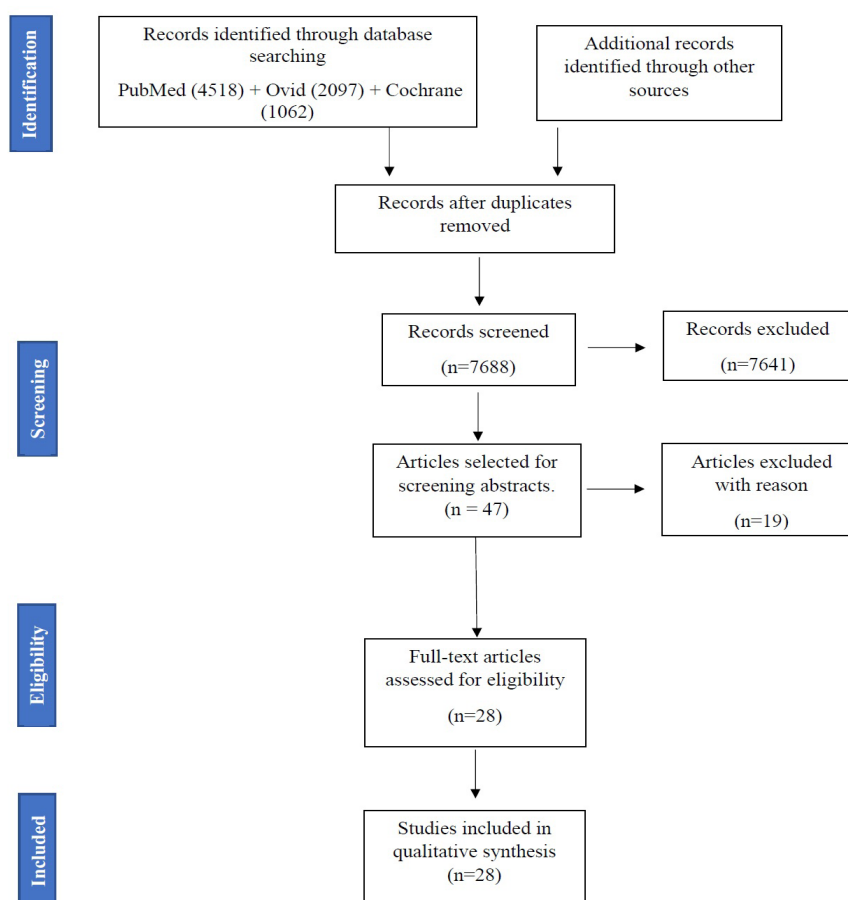 Identification
Records identified through database
searching
PubMed (4518) + Ovid (2097) + Cochrane
(1062)
Additional records
identified through other
sources
Records after duplicates
removed
Screening
Records screened
(n=7688)
Records excluded
(n=7641)
Articles selected for
screening abstracts.
(n = 47)
Articles excluded
with reason
(n=19)
Eligibility
Full-text articles
assessed for eligibility
(n=28)
Included
Studies included in
qualitative synthesis
(n=28)